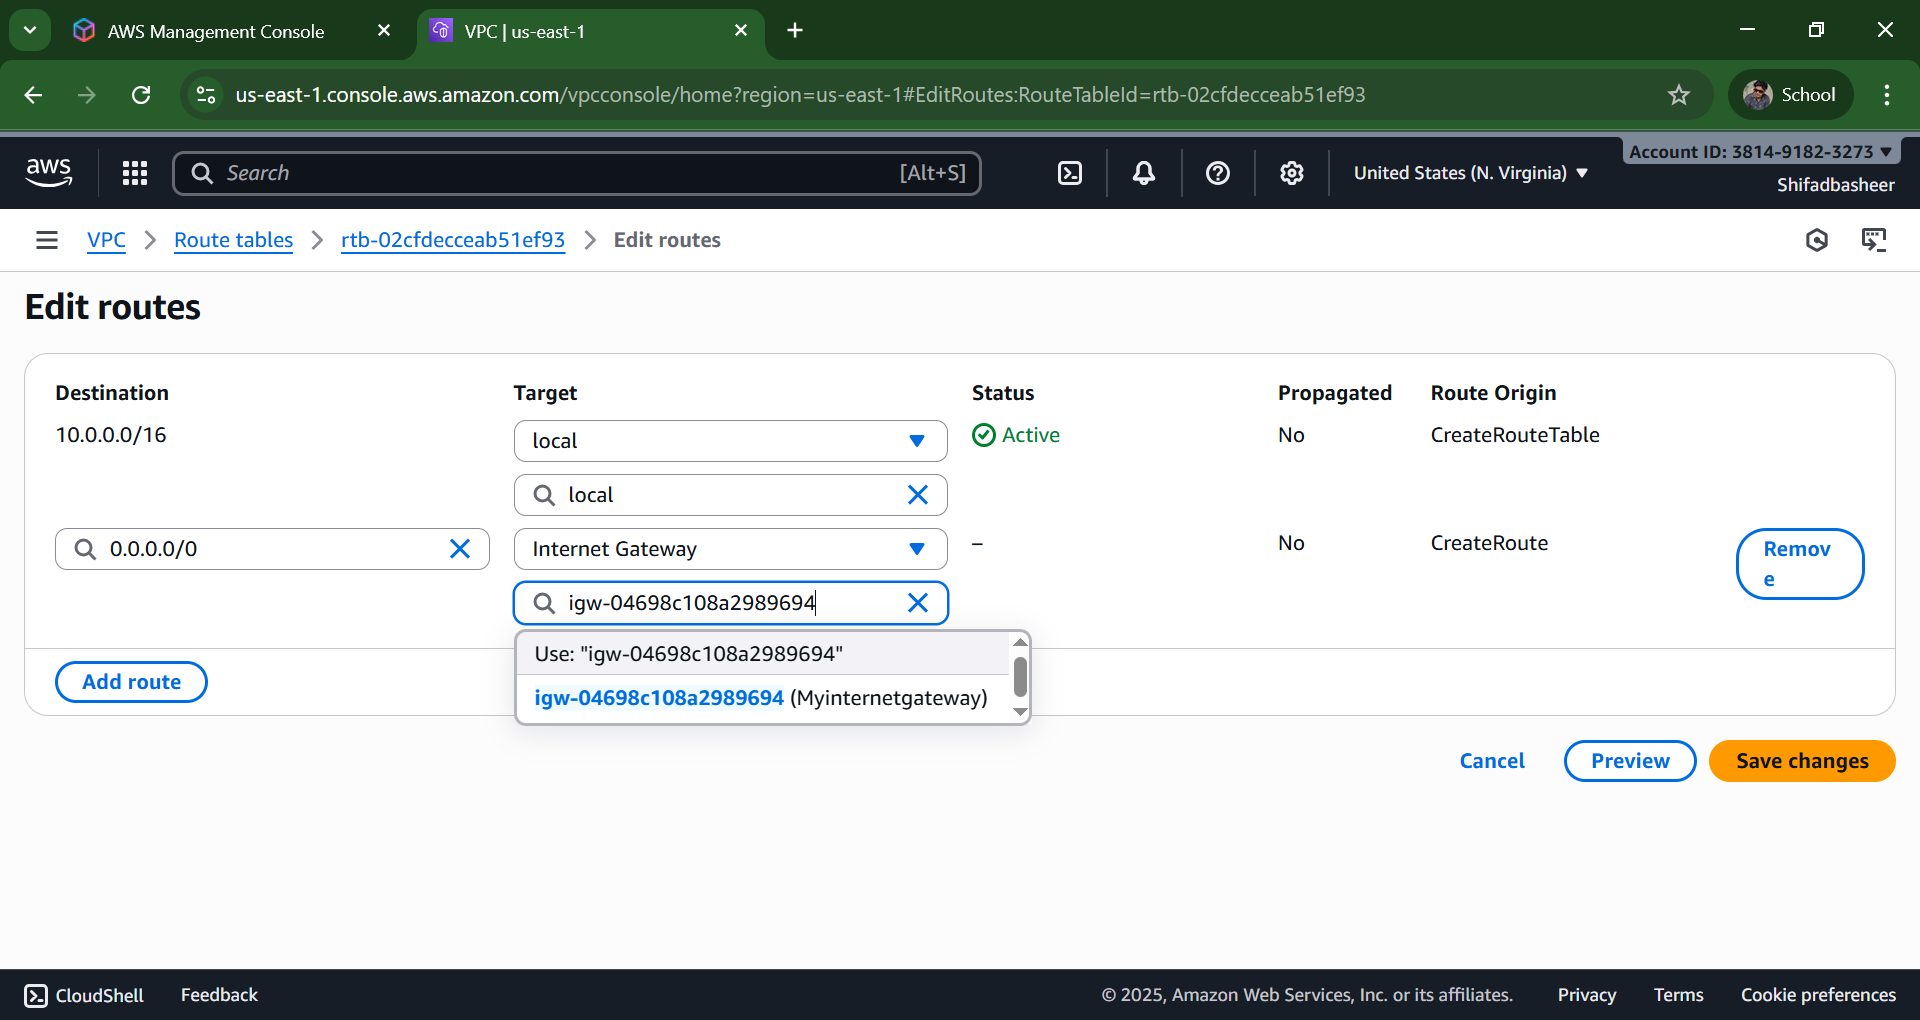 AWS Management Console
VPC | us-east-1
us-east-1.console.aws.amazon.com/vpcconsole/home?region=us-east-1#EditRoutes:RouteTableId=rtb-02cfdecceab51ef93
School
aws
Search
[Alt+S]
United States (N. Virginia)
Account ID: 3814-9182-3273
Shifadbasheer
VPC
Route tables
rtb-02cfdecceab51ef93
Edit routes
Edit routes
Destination
Target
Status
Propagated
Route Origin
10.0.0.0/16
local
Active
No
CreateRouteTable
local
0.0.0.0/0
Internet Gateway
–
No
CreateRoute
Remov
e
igw-04698c108a2989694
Use: "igw-04698c108a2989694"
igw-04698c108a2989694 (Myinternetgateway)
Add route
Cancel
Preview
Save changes
CloudShell
Feedback
© 2025, Amazon Web Services, Inc. or its affiliates.
Privacy
Terms
Cookie preferences